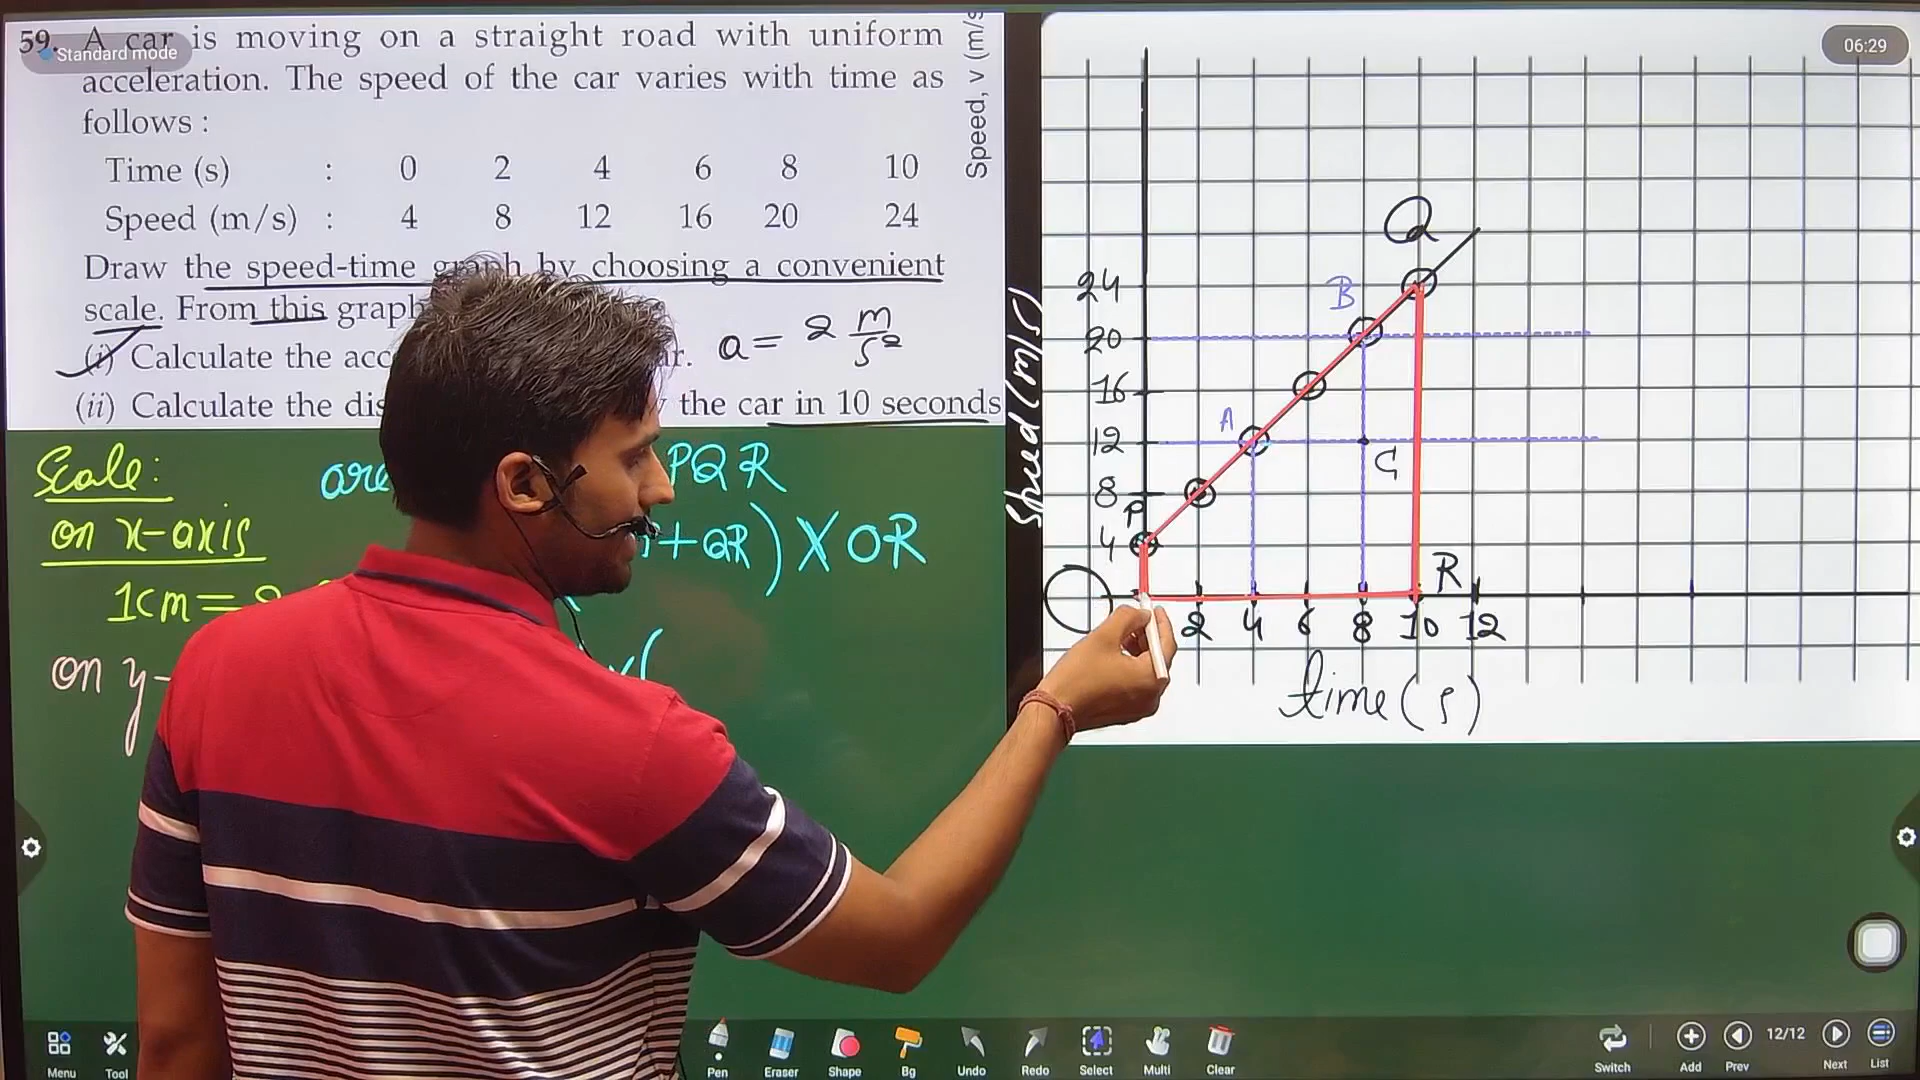 59. A car is moving on a straight road with uniform
Standard mode
acceleration. The speed of the car varies with time as
follows :
Time (s) : 0 2 4 6 8 10
Speed (m/s) : 4 8 12 16 20 24
Draw the speed-time graph by choosing a convenient
scale. From this graph
(i) Calculate the acc r. a = 2 m/s²
(ii) Calculate the dis the car in 10 seconds
Speed, v (m/s
Scale:
on x-axis
1cm =
on y-
are PQR
+QR) X OR
06:29
Speed (m/s)
24
20
16
12
8
4
Q
B
A
G
P
R
2 4 6 8 10 12
time (s)
Menu Tool Pen Eraser Shape Bg Undo Redo Select Multi Clear Switch Add Prev 12/12 Next List